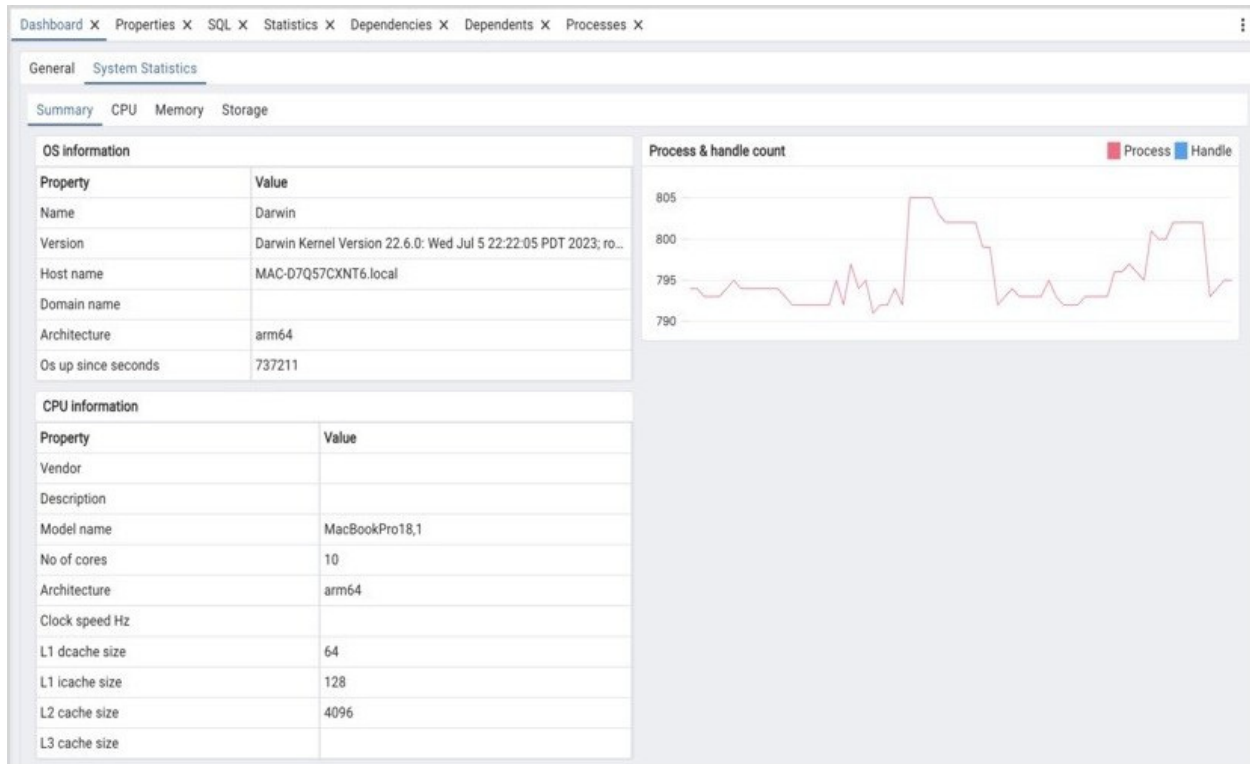 Dashboard X Properties X SQL X Statistics X Dependencies X Dependents X Processes X
General System Statistics
Summary CPU Memory Storage
OS information
Property Value
Name Darwin
Version Darwin Kernel Version 22.6.0: Wed Jul 5 22:22:05 PDT 2023; ro...
Host name MAC-D7Q57CXNT6.local
Domain name
Architecture arm64
Os up since seconds 737211
CPU information
Property Value
Vendor
Description
Model name MacBookPro18,1
No of cores 10
Architecture arm64
Clock speed Hz
L1 dcache size 64
L1 icache size 128
L2 cache size 4096
L3 cache size
Process & handle count Process Handle
805
800
795
790